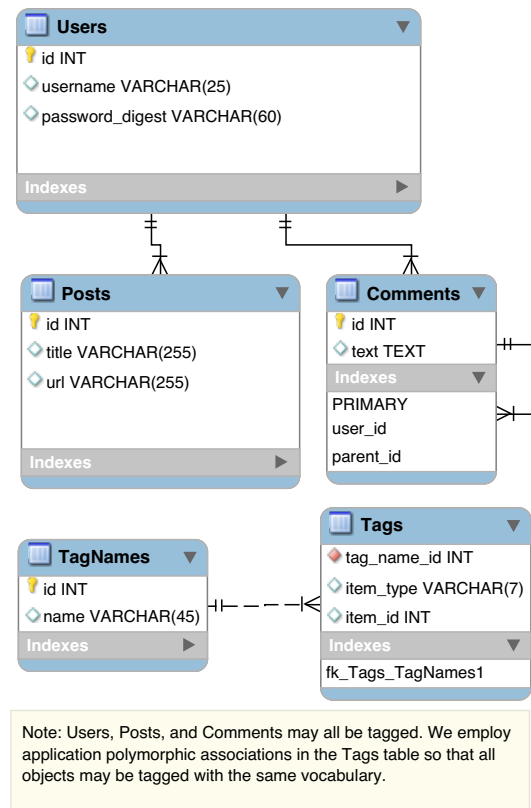 Users
id INT
username VARCHAR(25)
password_digest VARCHAR(60)
Indexes
Posts
id INT
title VARCHAR(255)
url VARCHAR(255)
Indexes
Comments
id INT
text TEXT
Indexes
PRIMARY
user_id
parent_id
TagNames
id INT
name VARCHAR(45)
Indexes
Tags
tag_name_id INT
item_type VARCHAR(7)
item_id INT
Indexes
fk_Tags_TagNames1
Note: Users, Posts, and Comments may all be tagged. We employ
application polymorphic associations in the Tags table so that all
objects may be tagged with the same vocabulary.